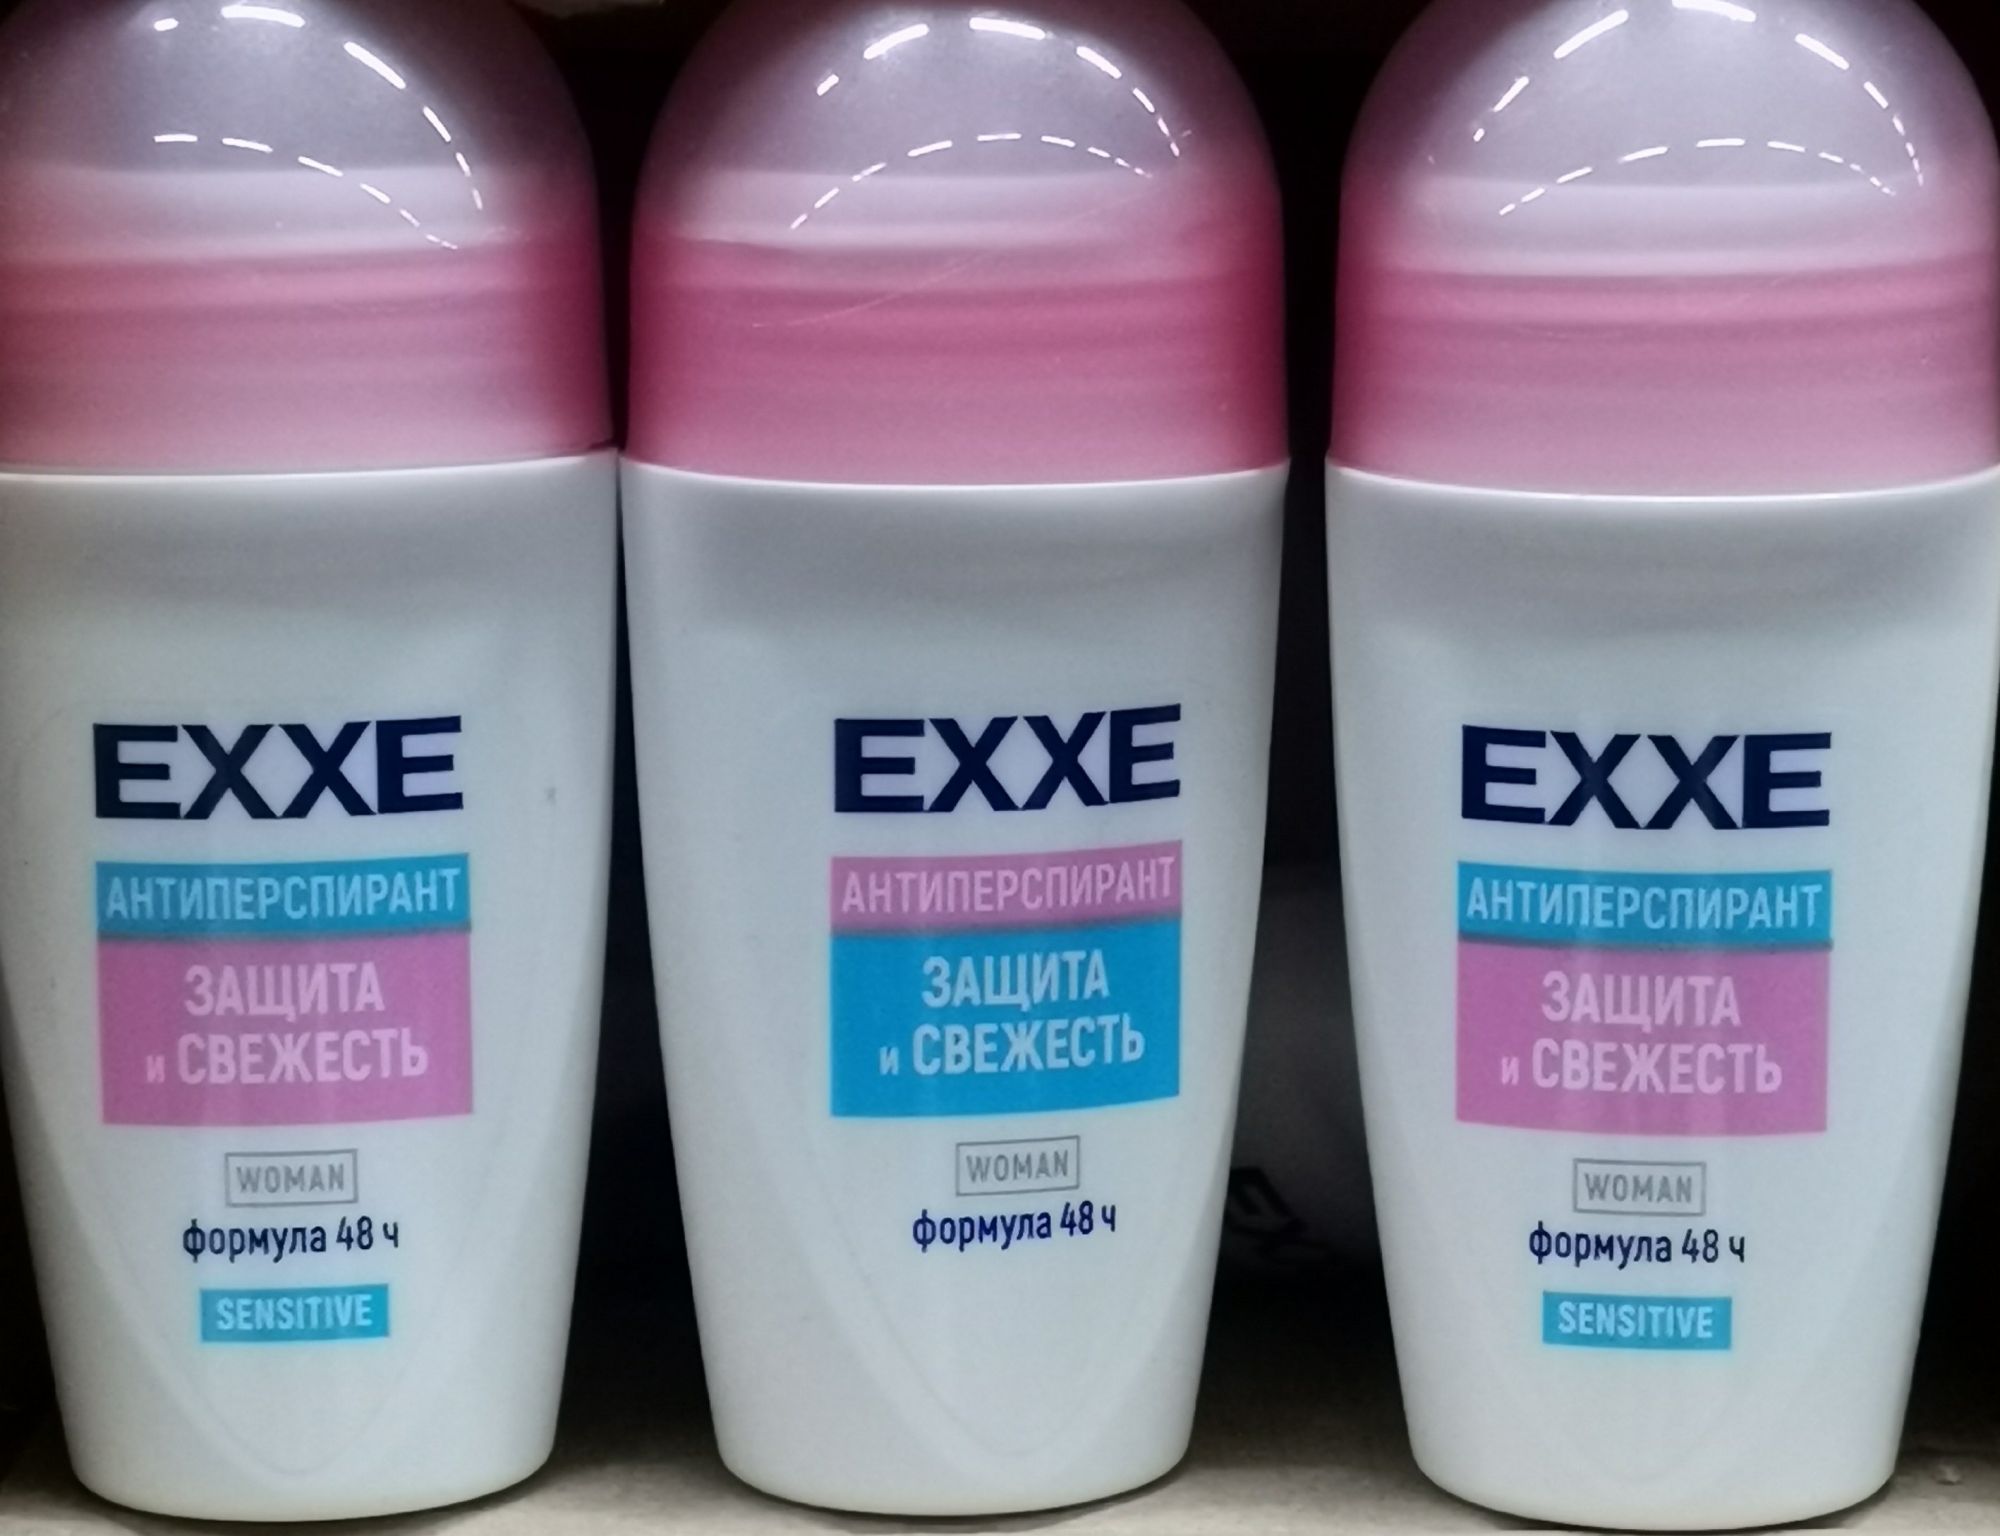 EXXE
АНТИПЕРСПИРАНТ
ЗАЩИТА
и СВЕЖЕСТЬ
WOMAN
формула 48 ч
SENSITIVE
EXXE
АНТИПЕРСПИРАНТ
ЗАЩИТА
и СВЕЖЕСТЬ
WOMAN
формула 48 ч
EXXE
АНТИПЕРСПИРАНТ
ЗАЩИТА
и СВЕЖЕСТЬ
WOMAN
формула 48 ч
SENSITIVE